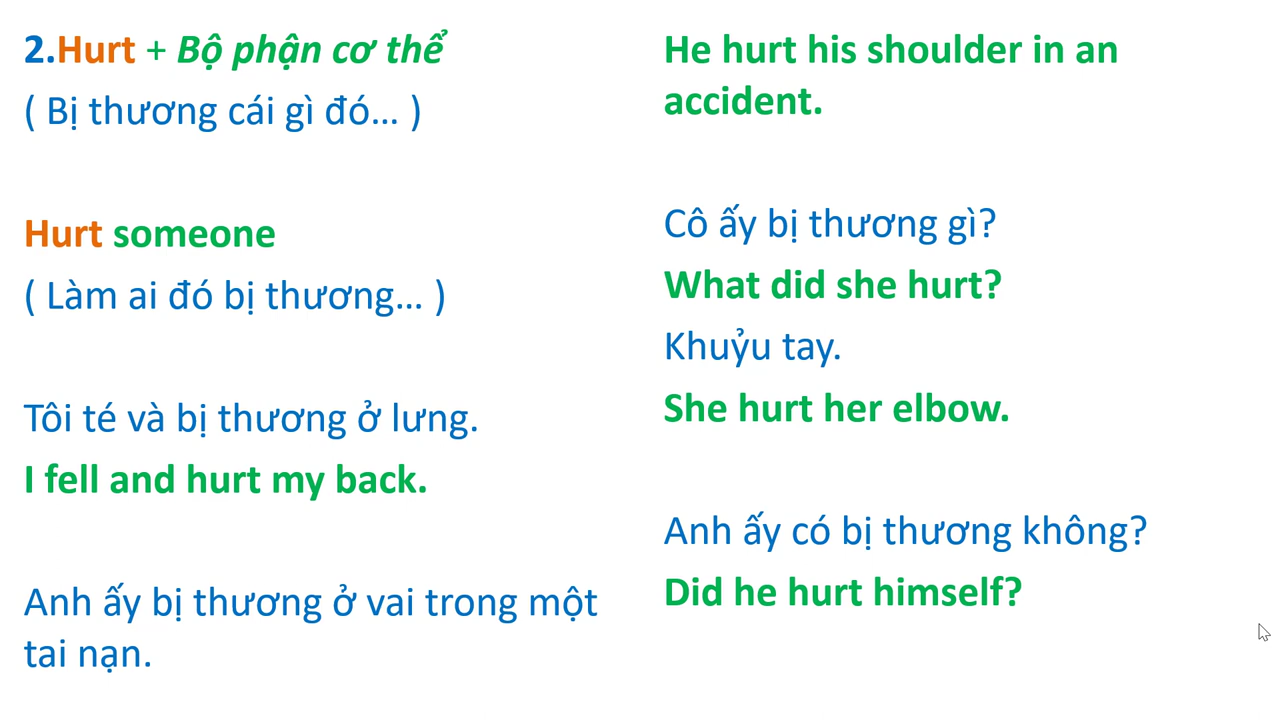 2.Hurt + Bộ phận cơ thể
( Bị thương cái gì đó... )
Hurt someone
( Làm ai đó bị thương... )
Tôi té và bị thương ở lưng.
I fell and hurt my back.
Anh ấy bị thương ở vai trong một
tai nạn.
He hurt his shoulder in an
accident.
Cô ấy bị thương gì?
What did she hurt?
Khuỷu tay.
She hurt her elbow.
Anh ấy có bị thương không?
Did he hurt himself?